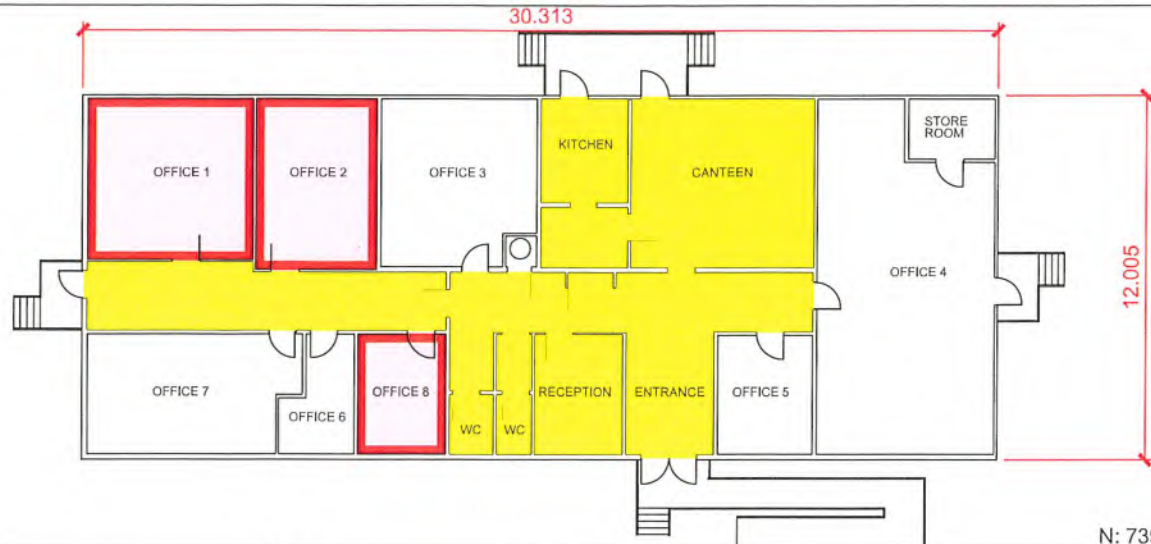 30.313
STORE
ROOM
KITCHEN
OFFICE 1
OFFICE 2
OFFICE 3
CANTEEN
OFFICE 4
12.005
OFFICE 7
OFFICE 6
OFFICE 8
WC
WC
RECEPTION
ENTRANCE
OFFICE 5